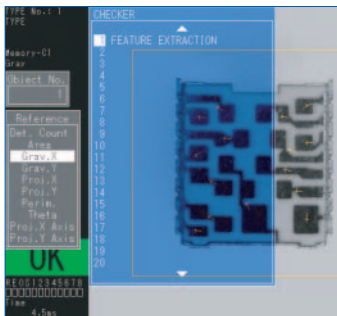 TYPE No.: 1
TYPE
Memory-C1
Gray
Object No.
1
Reference
Det. Count
Area
Grav.X
Grav.Y
Proj.X
Proj.Y
Perim.
Theta
Proj.X Axis
Proj.Y Axis
OK
REOG12345678
Time
4.5ms
CHECKER
1 FEATURE EXTRACTION
2
3
4
5
6
7
8
9
10
11
12
13
14
15
16
17
18
19
20